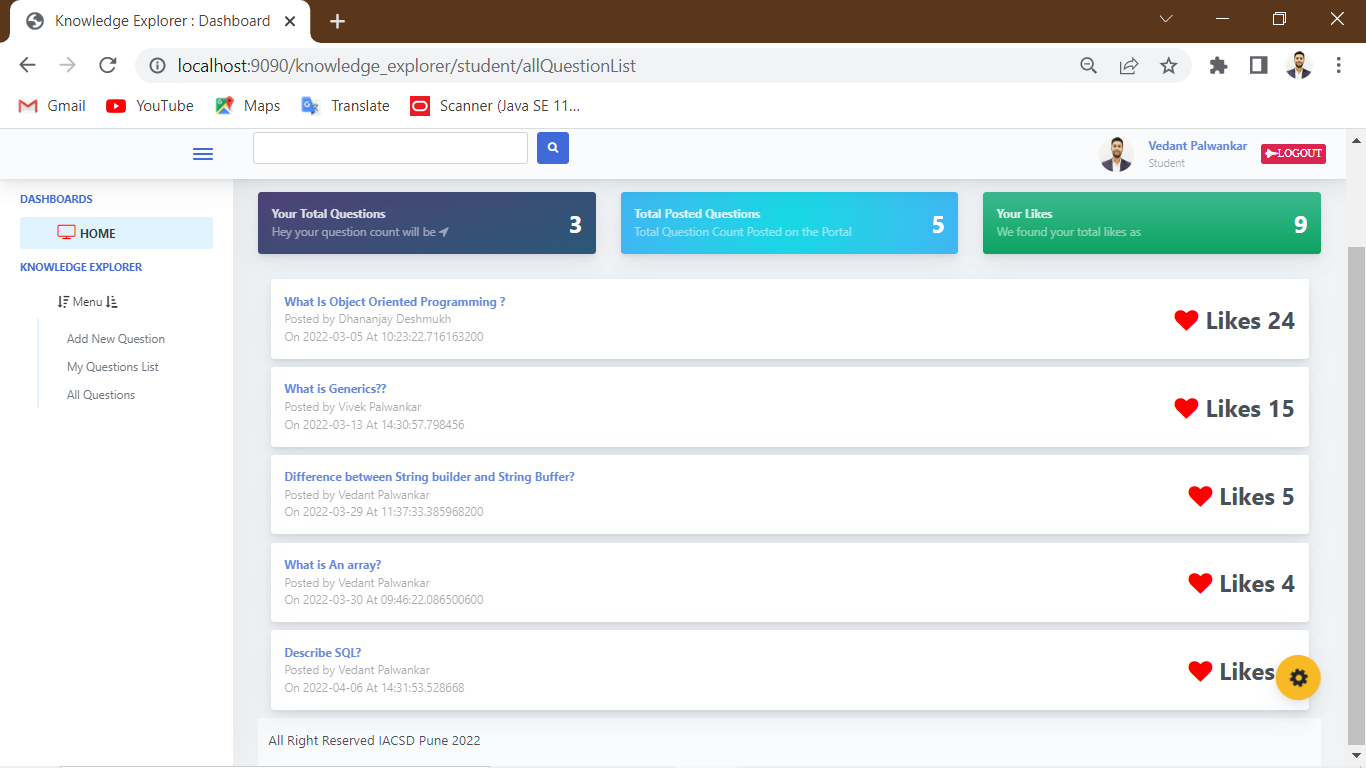 Knowledge Explorer : Dashboard
localhost:9090/knowledge_explorer/student/allQuestionList
Gmail YouTube Maps Translate Scanner (Java SE 11...
Vedant Palwankar
Student
LOGOUT
DASHBOARDS
HOME
KNOWLEDGE EXPLORER
Menu
Add New Question
My Questions List
All Questions
Your Total Questions
Hey your question count will be
3
Total Posted Questions
Total Question Count Posted on the Portal
5
Your Likes
We found your total likes as
9
What Is Object Oriented Programming ?
Posted by Dhananjay Deshmukh
On 2022-03-05 At 10:23:22.716163200
Likes 24
What is Generics??
Posted by Vivek Palwankar
On 2022-03-13 At 14:30:57.798456
Likes 15
Difference between String builder and String Buffer?
Posted by Vedant Palwankar
On 2022-03-29 At 11:37:33.385968200
Likes 5
What is An array?
Posted by Vedant Palwankar
On 2022-03-30 At 09:46:22.086500600
Likes 4
Describe SQL?
Posted by Vedant Palwankar
On 2022-04-06 At 14:31:53.528668
Likes
All Right Reserved IACSD Pune 2022